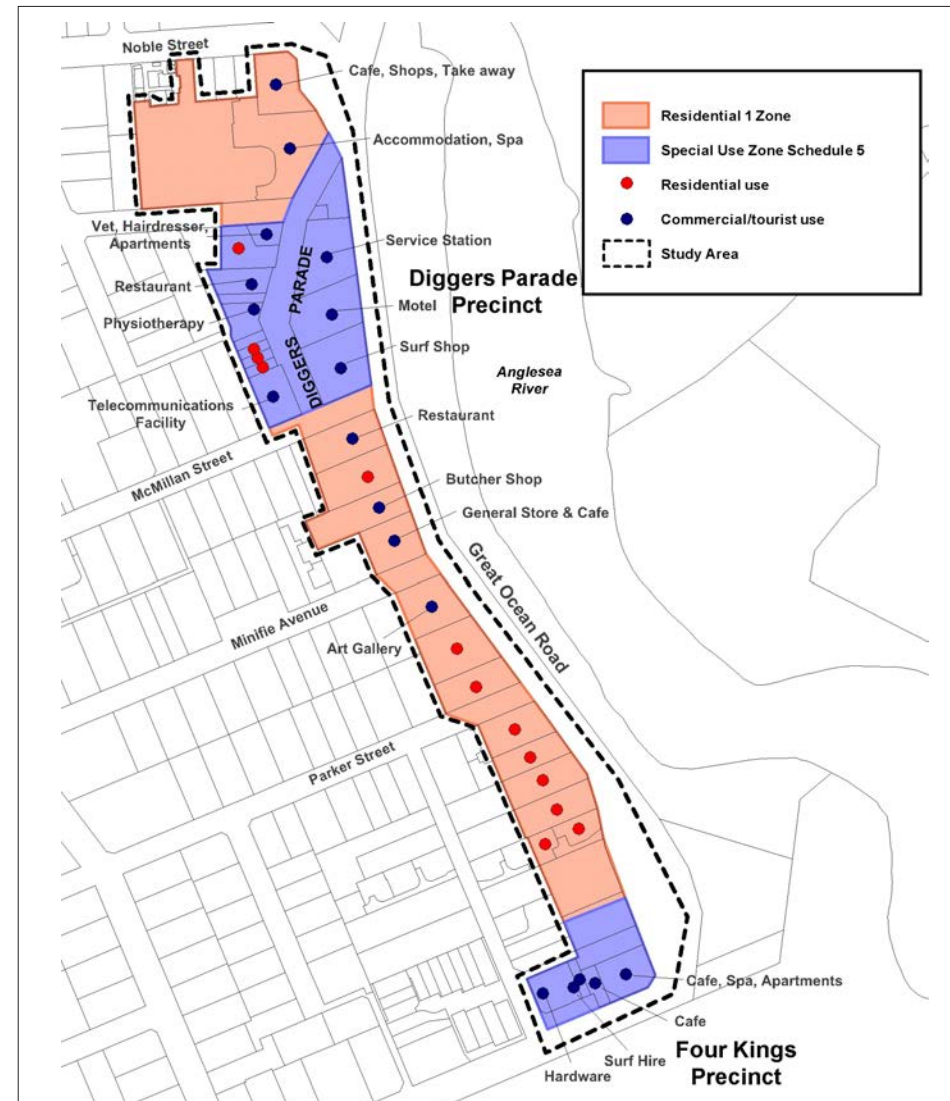 Noble Street
Cafe, Shops, Take away
Accommodation, Spa
Residential 1 Zone
Special Use Zone Schedule 5
Residential use
Commercial/tourist use
Study Area
Vet, Hairdresser,
Apartments
Restaurant
Physiotherapy
Telecommunications
Facility
DIGGERS PARADE
Service Station
Motel
Surf Shop
Diggers Parade
Precinct
Anglesea
River
McMillan Street
Restaurant
Butcher Shop
General Store & Cafe
Great Ocean Road
Minifie Avenue
Art Gallery
Parker Street
Cafe, Spa, Apartments
Cafe
Surf Hire
Hardware
Four Kings
Precinct